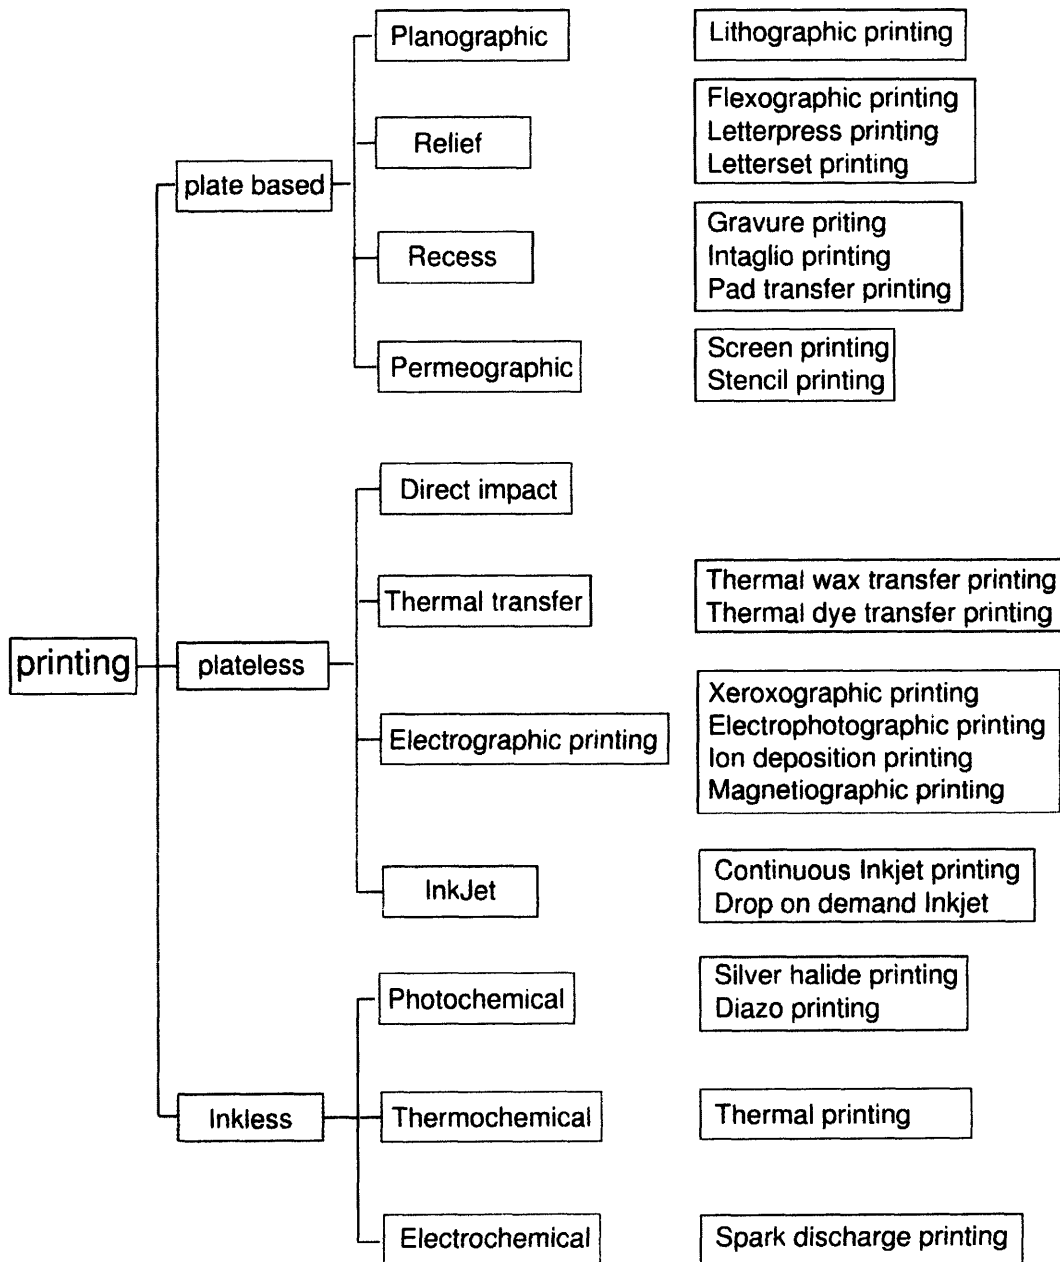 Planographic
Lithographic printing
Relief
Flexographic printing
Letterpress printing
Letterset printing
plate based
Recess
Gravure priting
Intaglio printing
Pad transfer printing
Permeographic
Screen printing
Stencil printing
Direct impact
Thermal transfer
Thermal wax transfer printing
Thermal dye transfer printing
printing
plateless
Electrographic printing
Xeroxographic printing
Electrophotographic printing
Ion deposition printing
Magnetiographic printing
InkJet
Continuous Inkjet printing
Drop on demand Inkjet
Photochemical
Silver halide printing
Diazo printing
Inkless
Thermochemical
Thermal printing
Electrochemical
Spark discharge printing